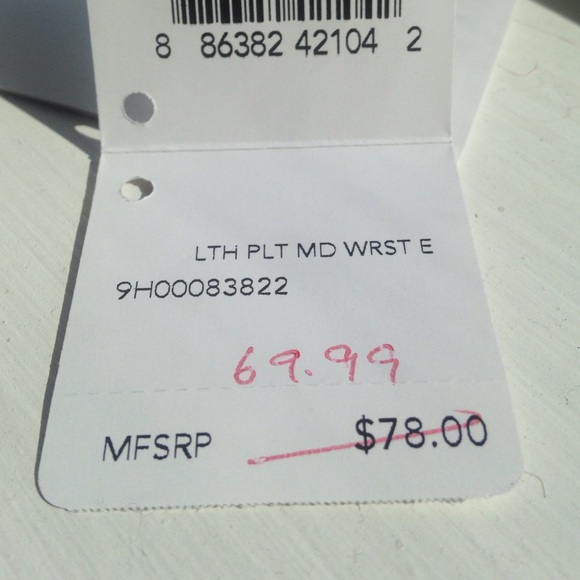 8 86382 42104 2
LTH PLT MD WRST E
9H00083822
69.99
MFSRP $78.00